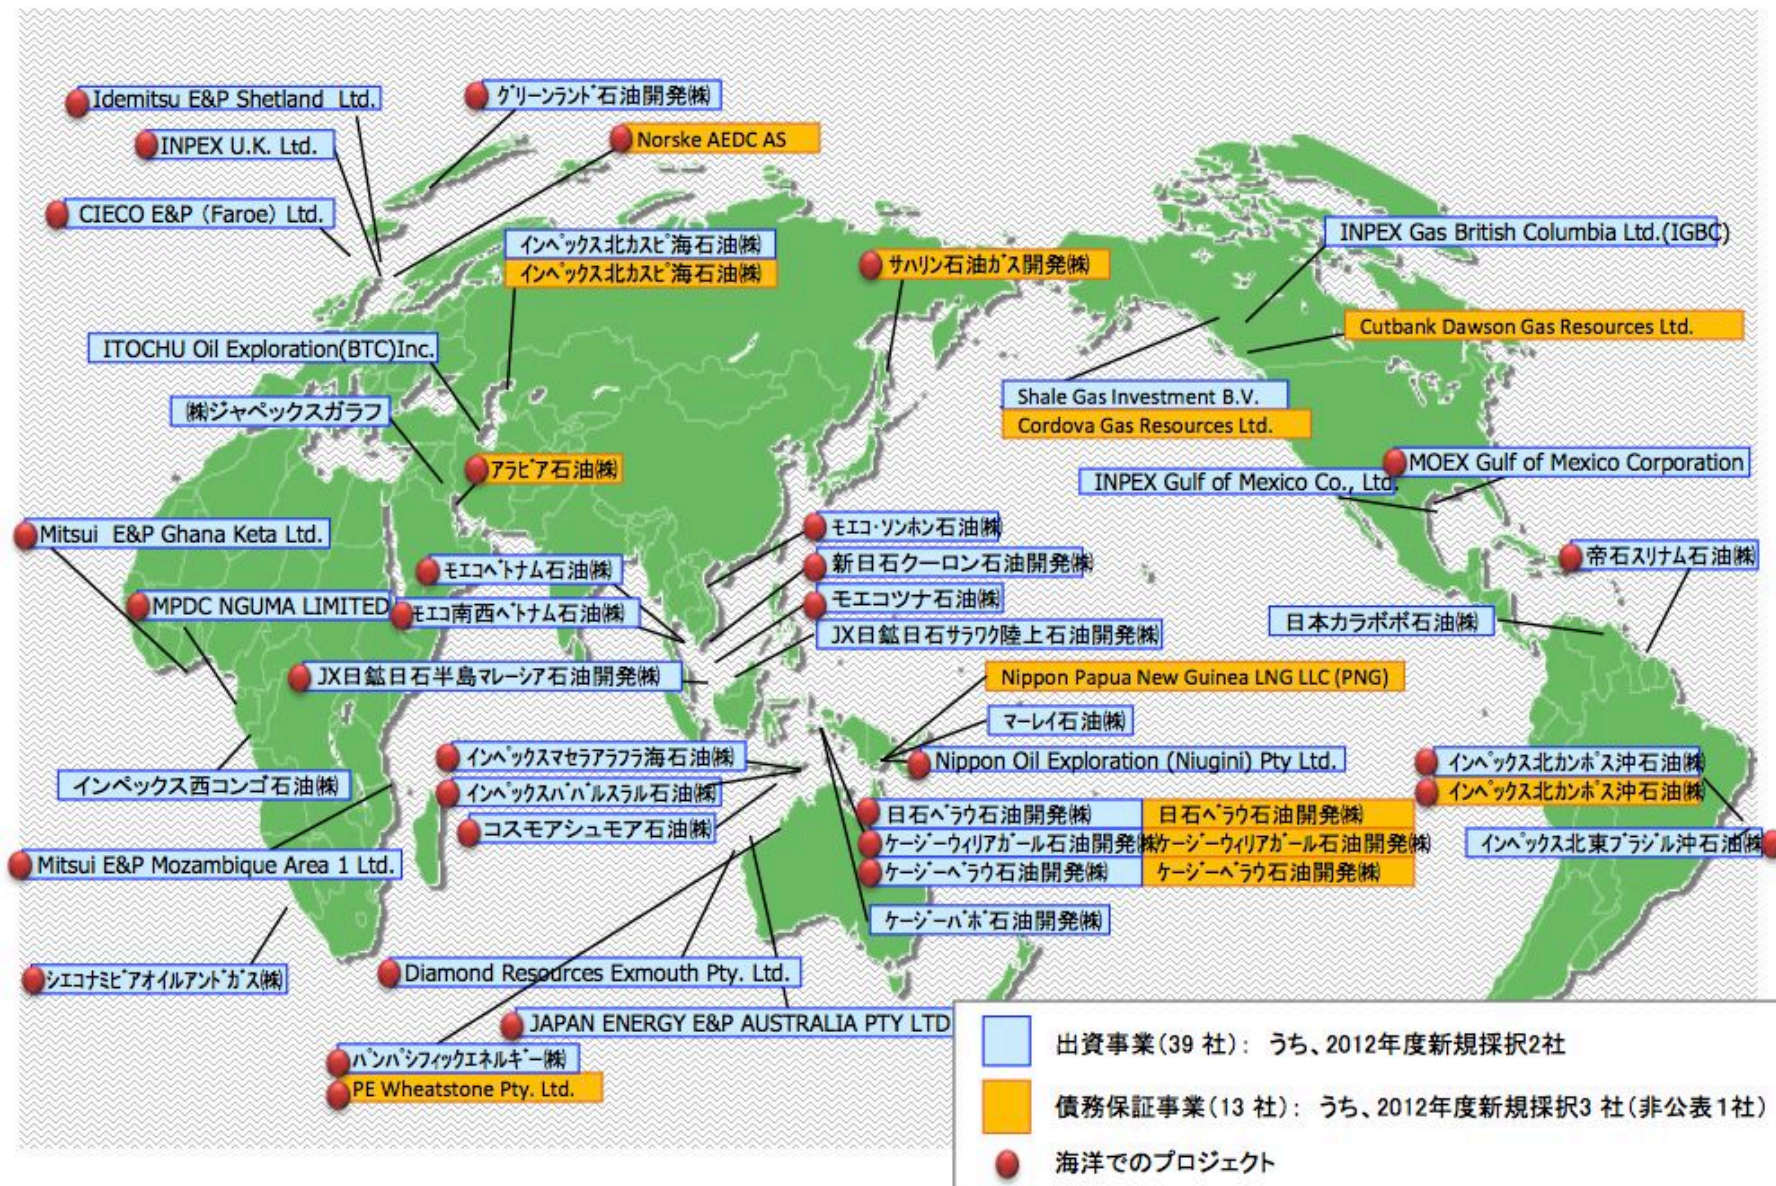 Idemitsu E&P Shetland Ltd.
グリーンランド石油開発㈱
INPEX U.K. Ltd.
Norske AEDC AS
CIECO E&P (Faroe) Ltd.
インペックス北カスピ海石油㈱
インペックス北カスピ海石油㈱
サハリン石油ガス開発㈱
INPEX Gas British Columbia Ltd.(IGBC)
Cutbank Dawson Gas Resources Ltd.
ITOCHU Oil Exploration(BTC)Inc.
㈱ジャペックスガラフ
Shale Gas Investment B.V.
Cordova Gas Resources Ltd.
アラビア石油㈱
MOEX Gulf of Mexico Corporation
INPEX Gulf of Mexico Co., Ltd.
Mitsui E&P Ghana Keta Ltd.
モエコ・ソンホン石油㈱
モエコベトナム石油㈱
新日石クーロン石油開発㈱
帝石スリナム石油㈱
MPDC NGUMA LIMITED
モエコ南西ベトナム石油㈱
モエコツナ石油㈱
日本カラボボ石油㈱
JX日鉱日石サラワク陸上石油開発㈱
JX日鉱日石半島マレーシア石油開発㈱
Nippon Papua New Guinea LNG LLC (PNG)
マーレイ石油㈱
インペックスマセラアラフラ海石油㈱
Nippon Oil Exploration (Niugini) Pty Ltd.
インペックス北カンポス沖石油㈱
インペックス西コンゴ石油㈱
インペックスババルスラル石油㈱
インペックス北カンポス沖石油㈱
日石ベラウ石油開発㈱
日石ベラウ石油開発㈱
コスモアシュモア石油㈱
ケージーウィリアガール石油開発㈱
ケージーウィリアガール石油開発㈱
インペックス北東ブラジル沖石油㈱
Mitsui E&P Mozambique Area 1 Ltd.
ケージーベラウ石油開発㈱
ケージーベラウ石油開発㈱
ケージーバボ石油開発㈱
シエコナミビアオイルアンドガス㈱
Diamond Resources Exmouth Pty. Ltd.
JAPAN ENERGY E&P AUSTRALIA PTY LTD
パンパシフィックエネルギー㈱
PE Wheatstone Pty. Ltd.
出資事業(39 社): うち、2012年度新規採択2社
債務保証事業(13 社): うち、2012年度新規採択3 社(非公表1社)
海洋でのプロジェクト